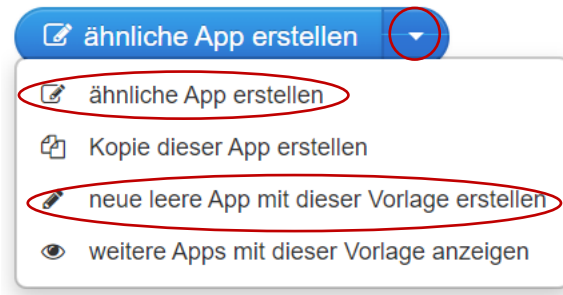 ähnliche App erstellen
ähnliche App erstellen
Kopie dieser App erstellen
neue leere App mit dieser Vorlage erstellen
weitere Apps mit dieser Vorlage anzeigen